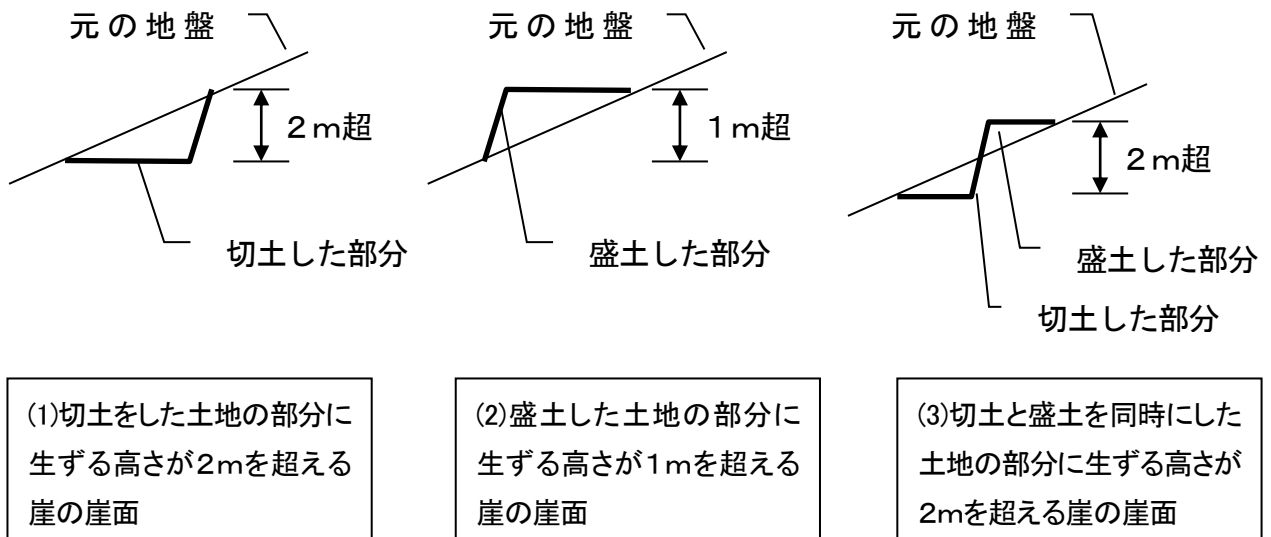 元の地盤
2m超
切土した部分
元の地盤
1m超
盛土した部分
元の地盤
2m超
盛土した部分
切土した部分
⑴切土をした土地の部分に
生ずる高さが2mを超える
崖の崖面
⑵盛土した土地の部分に
生ずる高さが1mを超える
崖の崖面
⑶切土と盛土を同時にした
土地の部分に生ずる高さが
2mを超える崖の崖面